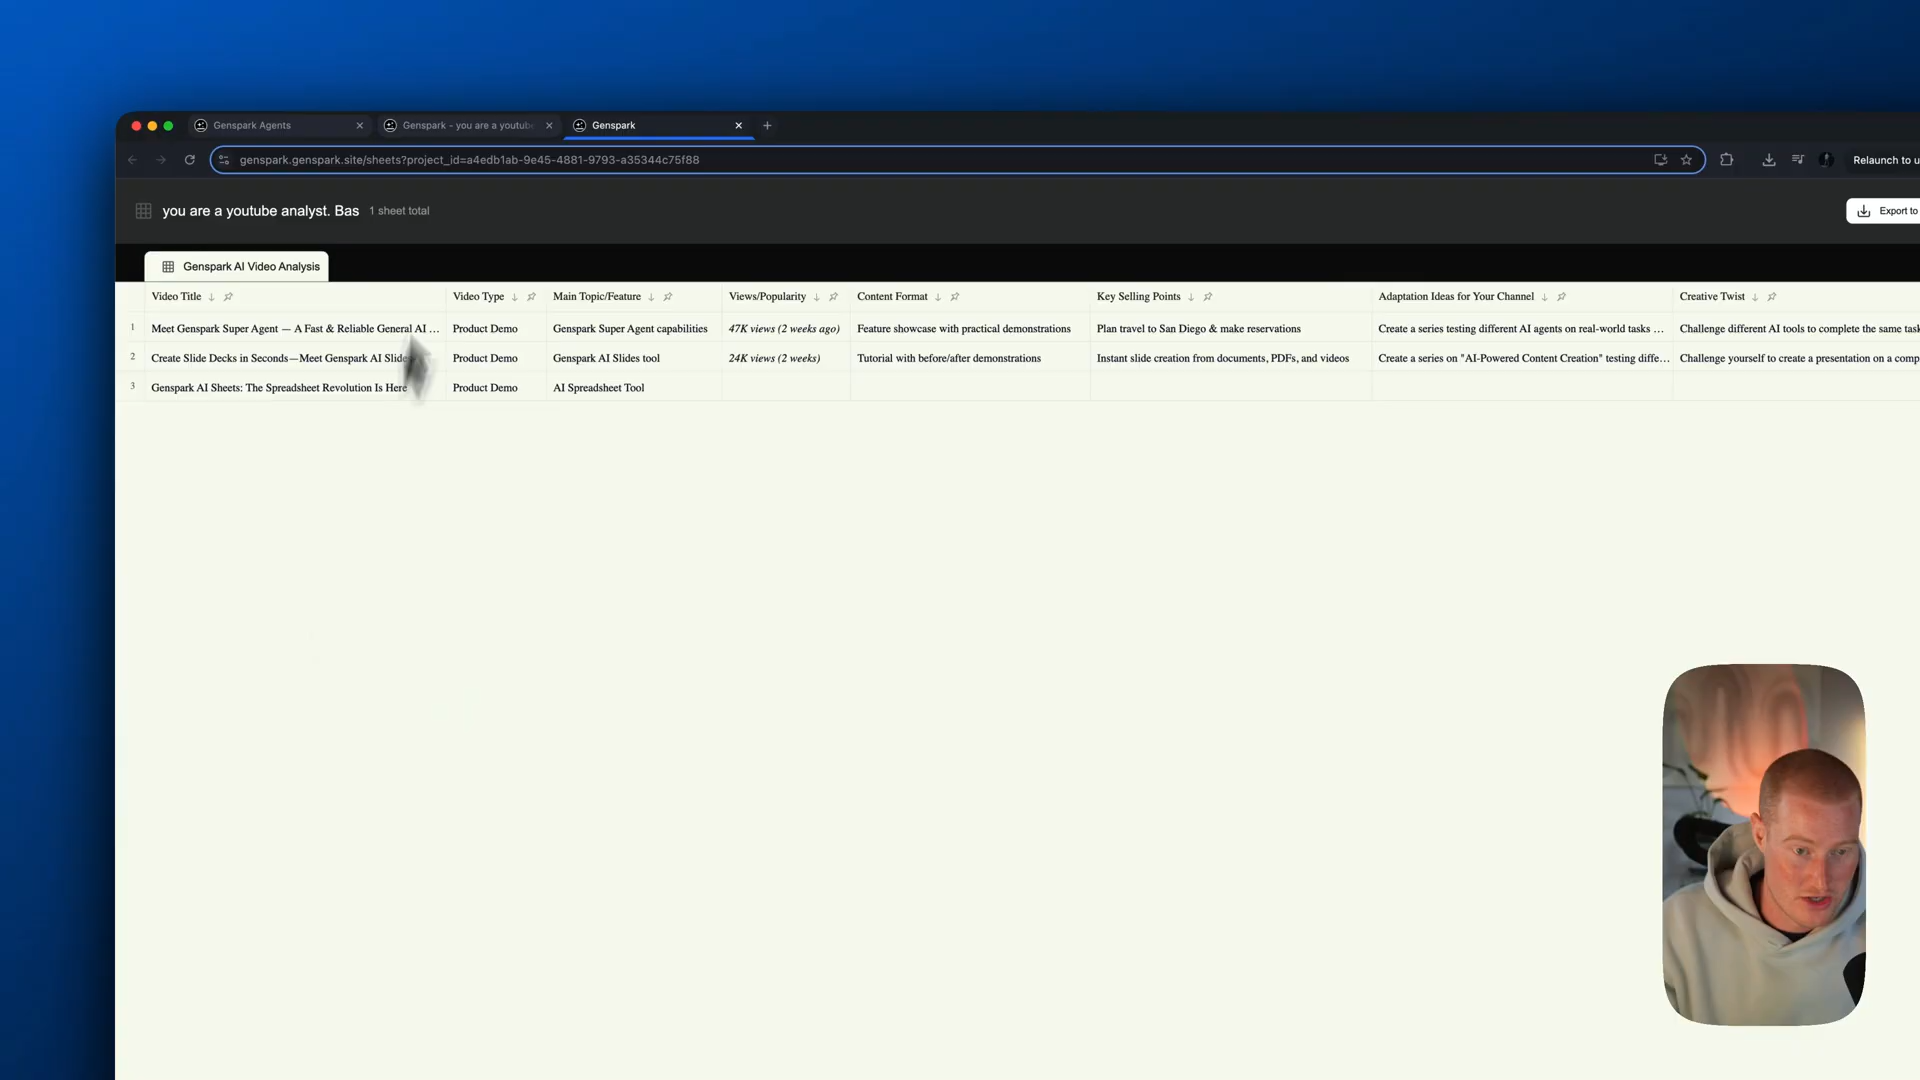 Genspark Agents
Genspark - you are a youtube
Genspark
genspark.genspark.site/sheets?project_id=a4edb1ab-9e45-4881-9793-a35344c75f88
Relaunch to u
you are a youtube analyst. Bas 1 sheet total
Export to
Genspark AI Video Analysis
Video Title Video Type Main Topic/Feature Views/Popularity Content Format Key Selling Points Adaptation Ideas for Your Channel Creative Twist
1 Meet Genspark Super Agent — A Fast & Reliable General AI ... Product Demo Genspark Super Agent capabilities 47K views (2 weeks ago) Feature showcase with practical demonstrations Plan travel to San Diego & make reservations Create a series testing different AI agents on real-world tasks ... Challenge different AI tools to complete the same task
2 Create Slide Decks in Seconds—Meet Genspark AI Slide Product Demo Genspark AI Slides tool 24K views (2 weeks) Tutorial with before/after demonstrations Instant slide creation from documents, PDFs, and videos Create a series on "AI-Powered Content Creation" testing diffe... Challenge yourself to create a presentation on a comp
3 Genspark AI Sheets: The Spreadsheet Revolution Is Here Product Demo AI Spreadsheet Tool